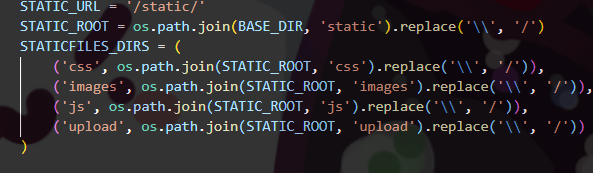 STATIC_URL = '/static/'
STATIC_ROOT = os.path.join(BASE_DIR, 'static').replace('\\', '/')
STATICFILES_DIRS = (
    ('css', os.path.join(STATIC_ROOT, 'css').replace('\\', '/')),
    ('images', os.path.join(STATIC_ROOT, 'images').replace('\\', '/')),
    ('js', os.path.join(STATIC_ROOT, 'js').replace('\\', '/')),
    ('upload', os.path.join(STATIC_ROOT, 'upload').replace('\\', '/'))
)